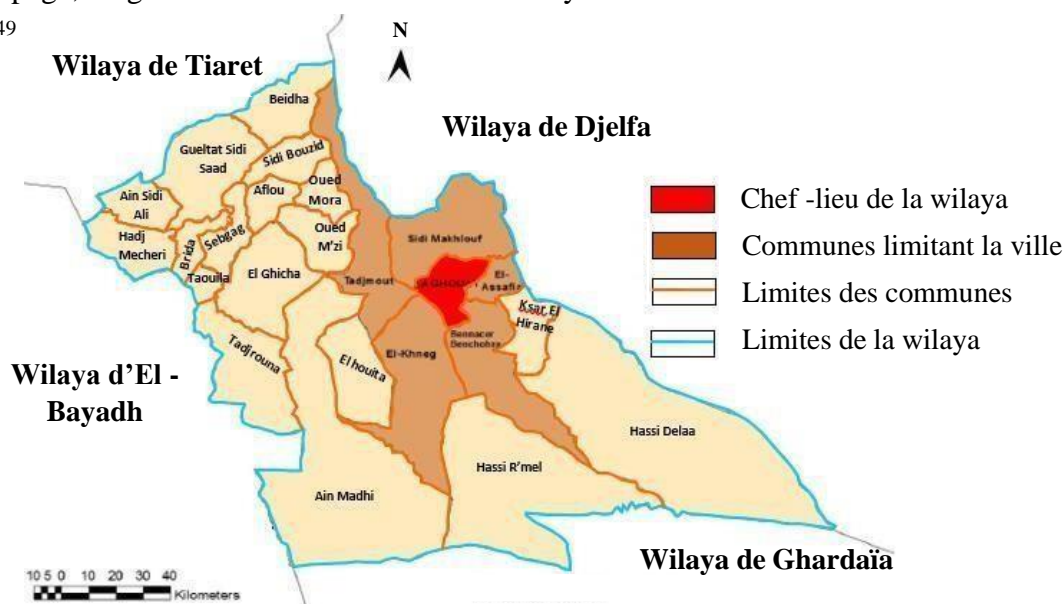 49
N
Wilaya de Tiaret
Beidha
Wilaya de Djelfa
Gueltat Sidi
Saad
Sidi Bouzid
Aflou
Oued
Mora
Ain Sidi
Ali
Hadj
Mecheri
Brida
Sebgag
Taouila
Oued
M'zi
El Ghicha
Sidi Makhlouf
Tadjmout
El-
Assafia
Ksar El
Hirane
Bennacer
Benchohra
El-Khneg
El houita
Tadjrouna
Chef -lieu de la wilaya
Communes limitant la ville
Limites des communes
Limites de la wilaya
Wilaya d'El -
Bayadh
Hassi Delaa
Hassi R'mel
Ain Madhi
Wilaya de Ghardaïa
10 5 0 10 20 30 40
Kilometers